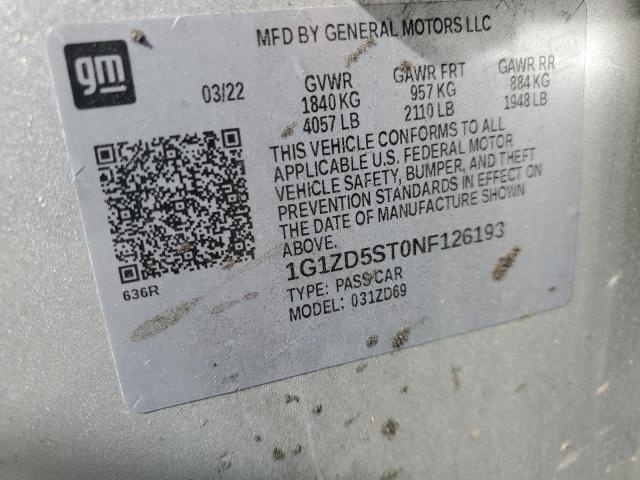 gm
MFD BY GENERAL MOTORS LLC
03/22
GVWR
1840 KG
4057 LB
GAWR FRT
957 KG
2110 LB
GAWR RR
884 KG
1948 LB
THIS VEHICLE CONFORMS TO ALL
APPLICABLE U.S. FEDERAL MOTOR
VEHICLE SAFETY, BUMPER, AND THEFT
PREVENTION STANDARDS IN EFFECT ON
THE DATE OF MANUFACTURE SHOWN
ABOVE.
1G1ZD5ST0NF126193
TYPE: PASS CAR
MODEL: 031ZD69
636R